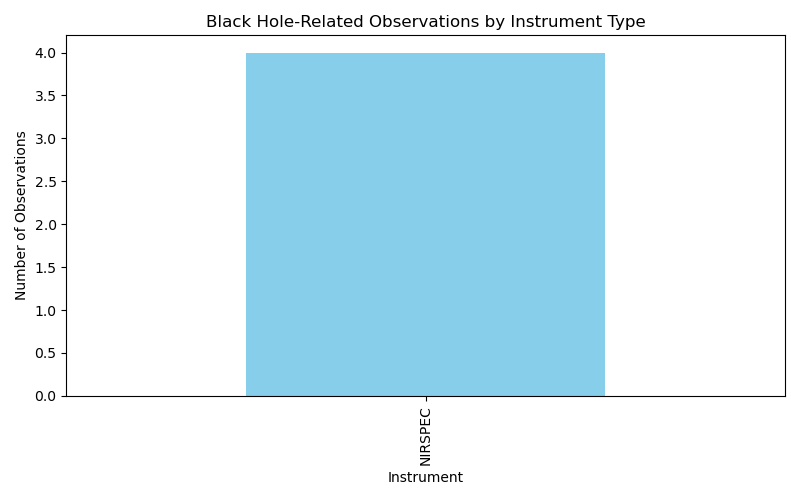 Black Hole-Related Observations by Instrument Type
Number of Observations
4.0
3.5
3.0
2.5
2.0
1.5
1.0
0.5
0.0
NIRSPEC
Instrument